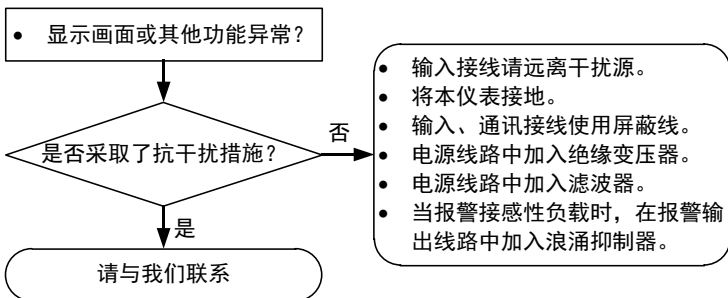 • 显示画面或其他功能异常？
是否采取了抗干扰措施？
否
• 输入接线请远离干扰源。
• 将本仪表接地。
• 输入、通讯接线使用屏蔽线。
• 电源线路中加入绝缘变压器。
• 电源线路中加入滤波器。
• 当报警接感性负载时，在报警输
出线路中加入浪涌抑制器。
是
请与我们联系